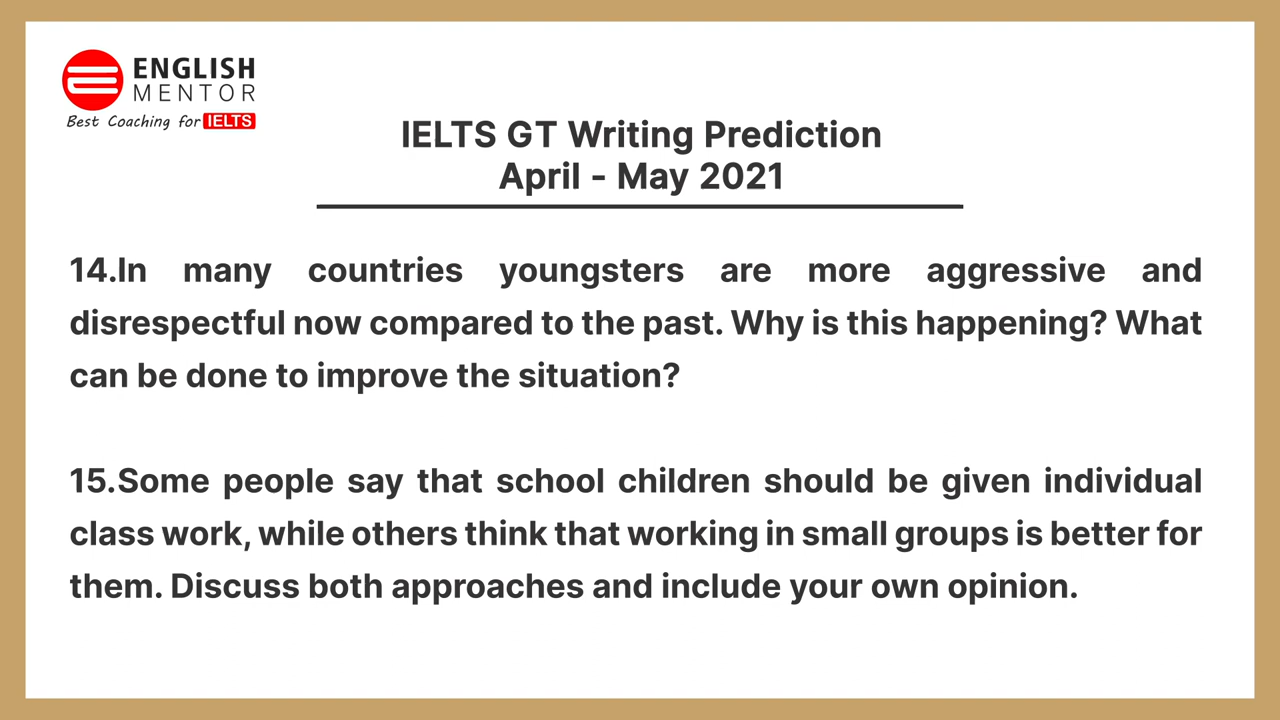 ENGLISH
MENTOR
Best Coaching for IELTS
IELTS GT Writing Prediction
April - May 2021
14.In many countries youngsters are more aggressive and
disrespectful now compared to the past. Why is this happening? What
can be done to improve the situation?
15.Some people say that school children should be given individual
class work, while others think that working in small groups is better for
them. Discuss both approaches and include your own opinion.